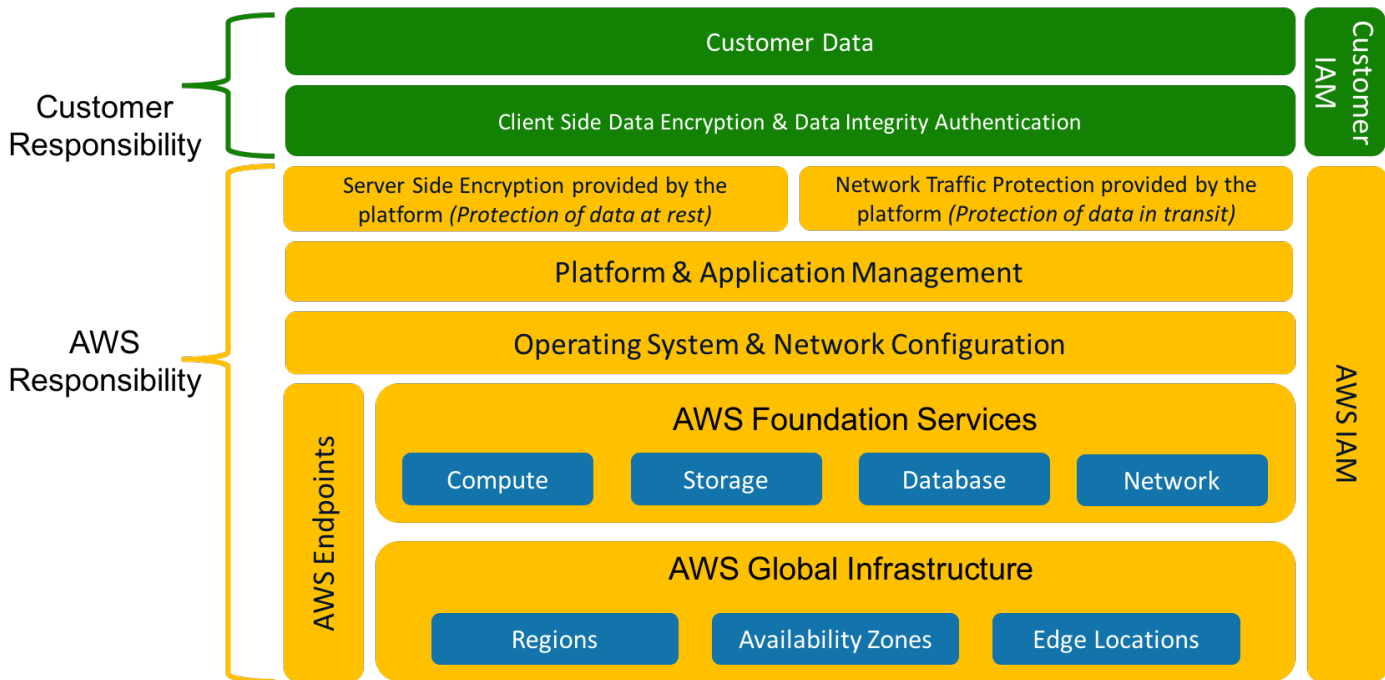 Customer Data
Customer
IAM
Customer
Responsibility
Client Side Data Encryption & Data Integrity Authentication
Server Side Encryption provided by the
platform (Protection of data at rest)
Network Traffic Protection provided by the
platform (Protection of data in transit)
Platform & Application Management
AWS
Responsibility
Operating System & Network Configuration
AWS IAM
AWS Endpoints
AWS Foundation Services
Compute
Storage
Database
Network
AWS Global Infrastructure
Regions
Availability Zones
Edge Locations